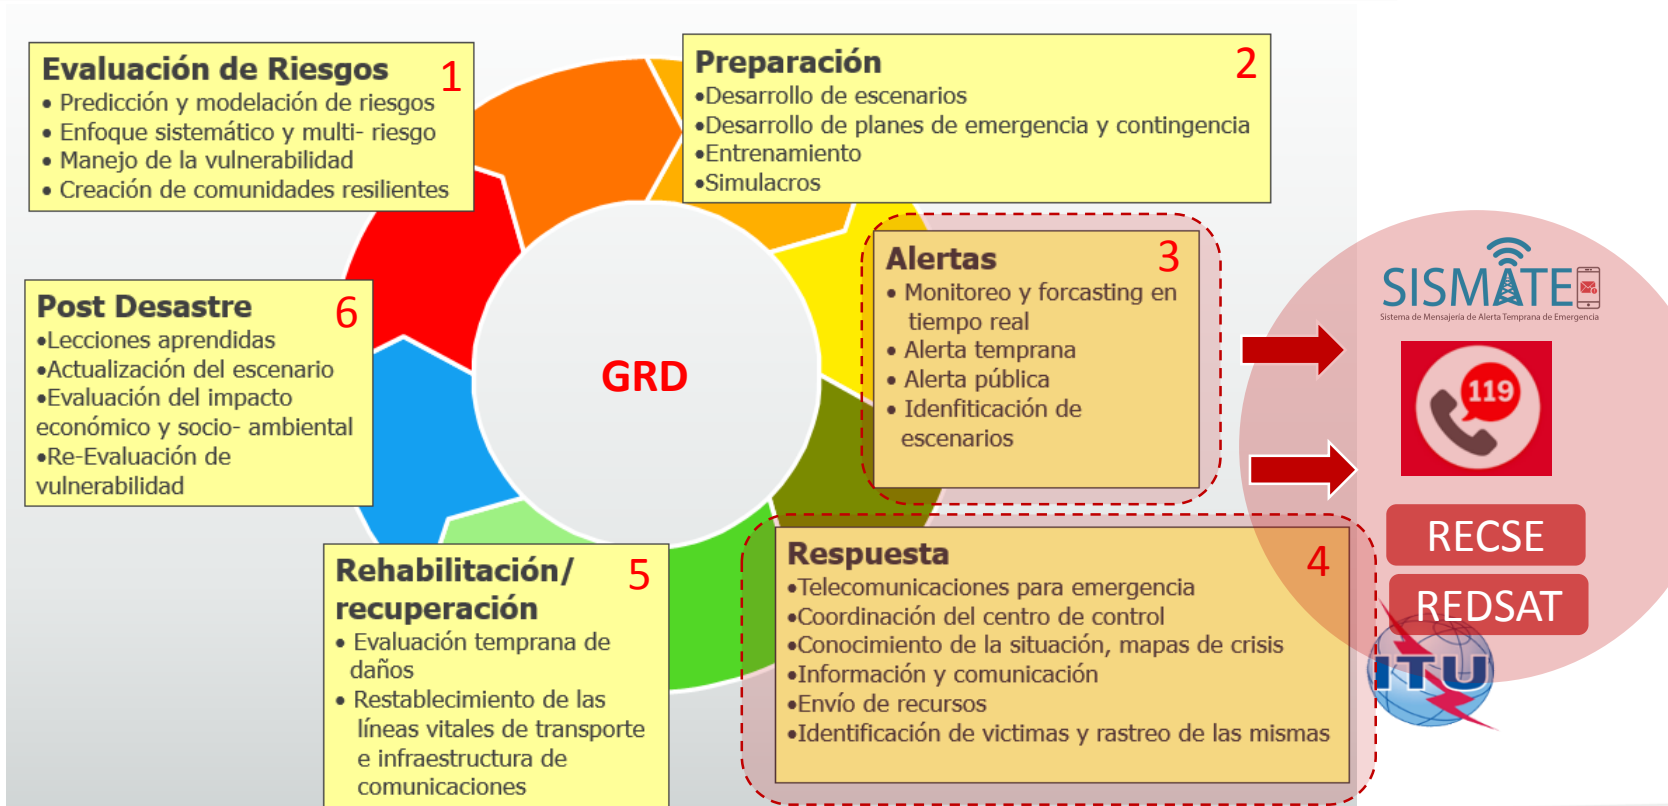 Evaluación de Riesgos
1
• Predicción y modelación de riesgos
• Enfoque sistemático y multi- riesgo
• Manejo de la vulnerabilidad
• Creación de comunidades resilientes
Preparación
2
•Desarrollo de escenarios
•Desarrollo de planes de emergencia y contingencia
•Entrenamiento
•Simulacros
Alertas
3
• Monitoreo y forcasting en
tiempo real
• Alerta temprana
• Alerta pública
• Idenfiticación de
escenarios
Respuesta
4
•Telecomunicaciones para emergencia
•Coordinación del centro de control
•Conocimiento de la situación, mapas de crisis
•Información y comunicación
•Envío de recursos
•Identificación de victimas y rastreo de las mismas
Rehabilitación/
recuperación
5
• Evaluación temprana de
daños
• Restablecimiento de las
líneas vitales de transporte
e infraestructura de
comunicaciones
Post Desastre
6
•Lecciones aprendidas
•Actualización del escenario
•Evaluación del impacto
económico y socio- ambiental
•Re-Evaluación de
vulnerabilidad
GRD
SISMATE
Sistema de Mensajería de Alerta Temprana de Emergencia
119
RECSE
REDSAT
ITU